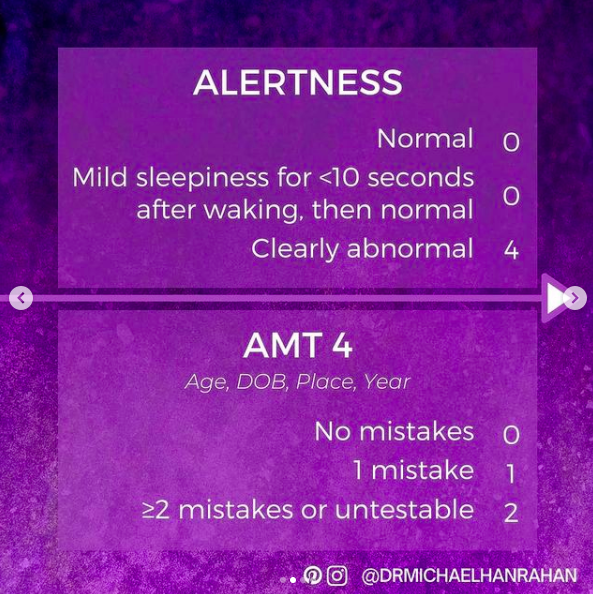 ALERTNESS
Normal 0
Mild sleepiness for <10 seconds
after waking, then normal 0
Clearly abnormal 4
AMT 4
Age, DOB, Place, Year
No mistakes 0
1 mistake 1
≥2 mistakes or untestable 2
@DRMICHAELHANRAHAN